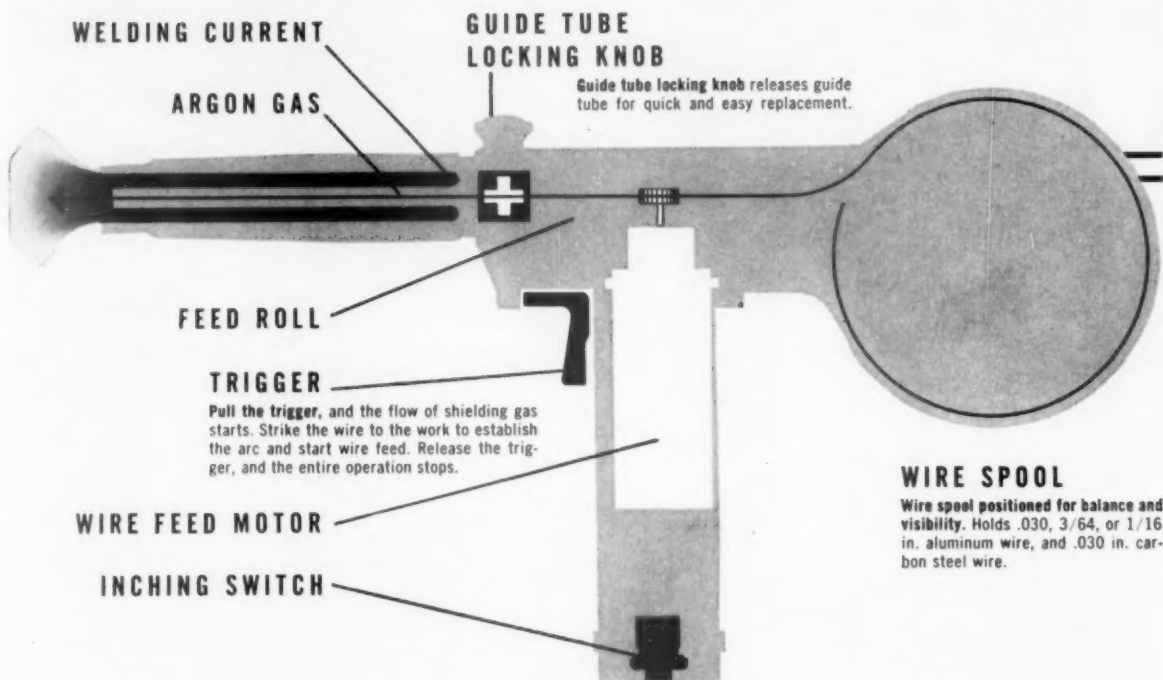 WELDING CURRENT
GUIDE TUBE
LOCKING KNOB
Guide tube locking knob releases guide
tube for quick and easy replacement.
ARGON GAS
FEED ROLL
TRIGGER
Pull the trigger, and the flow of shielding gas
starts. Strike the wire to the work to establish
the arc and start wire feed. Release the trig-
ger, and the entire operation stops.
WIRE FEED MOTOR
INCHING SWITCH
WIRE SPOOL
Wire spool positioned for balance and
visibility. Holds .030, 3/64, or 1/16
in. aluminum wire, and .030 in. car-
bon steel wire.